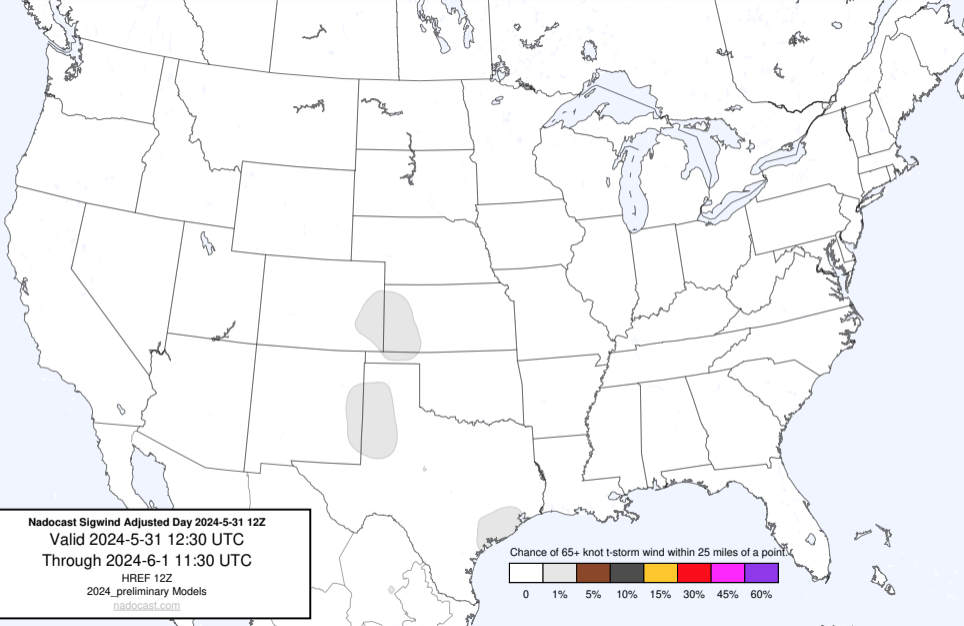 Nadocast Sigwind Adjusted Day 2024-5-31 12Z
Valid 2024-5-31 12:30 UTC
Through 2024-6-1 11:30 UTC
HREF 12Z
2024_preliminary Models
nadocast.com
Chance of 65+ knot t-storm wind within 25 miles of a point.
0 1% 5% 10% 15% 30% 45% 60%